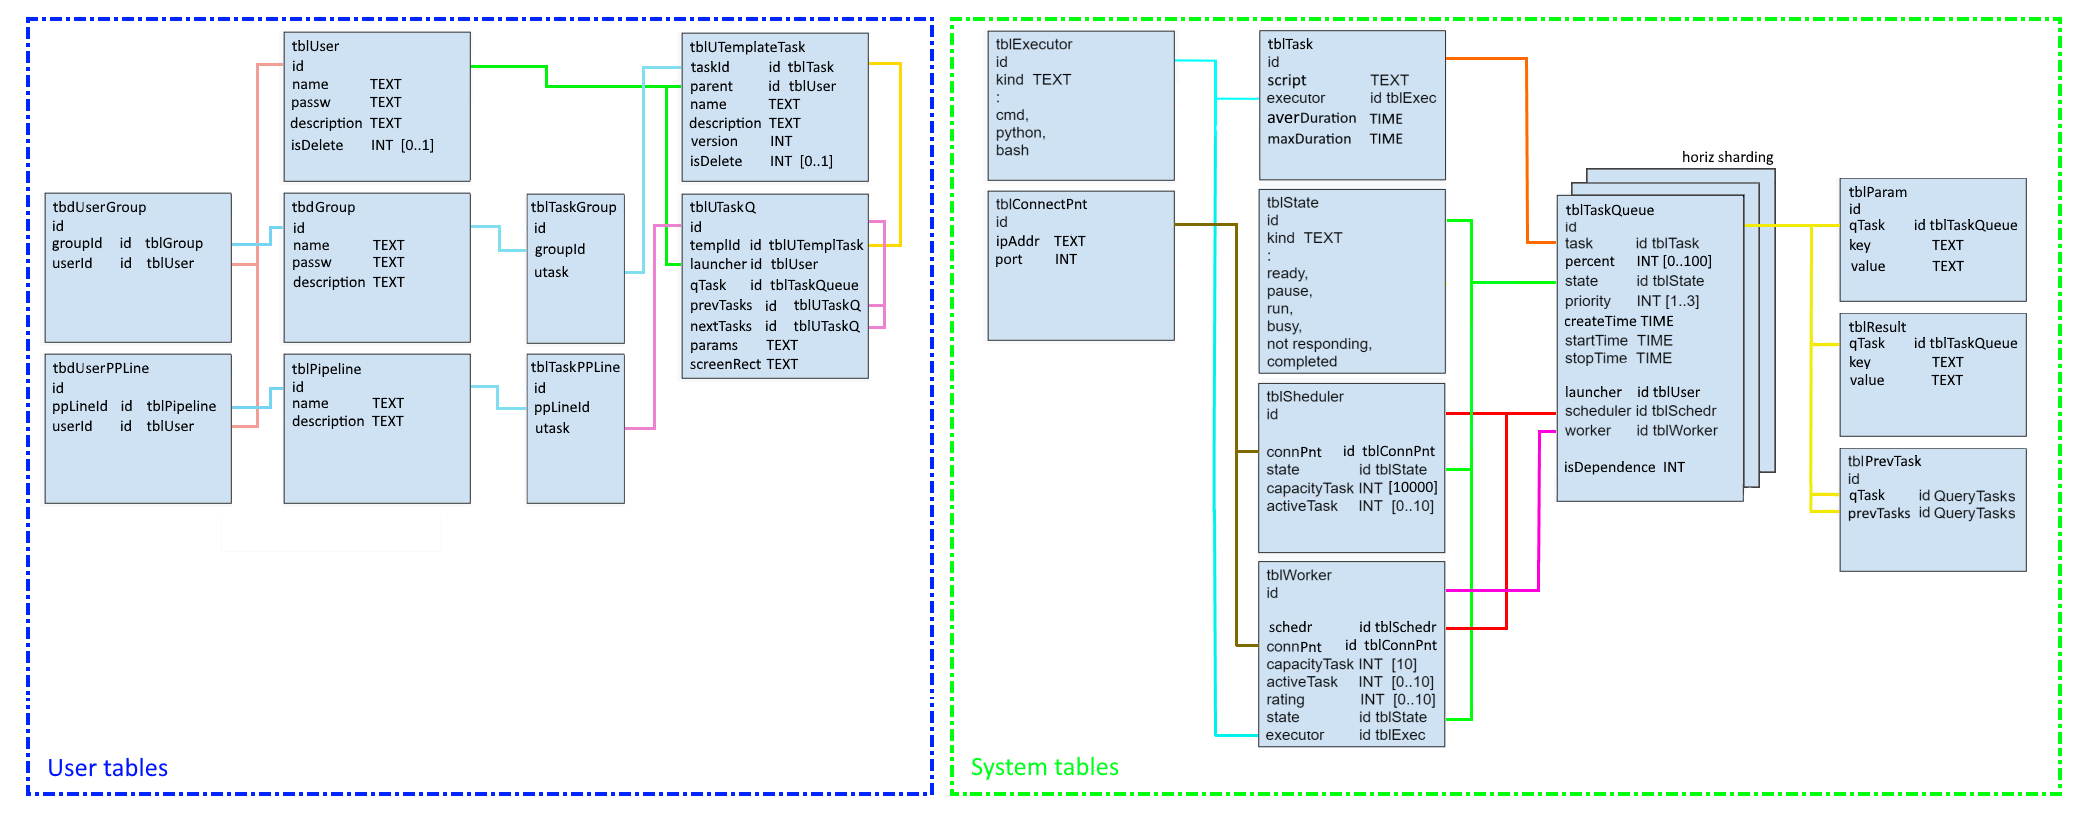 tblUser
id
name TEXT
passw TEXT
description TEXT
isDelete INT [0..1]
tblUTemplateTask
taskId id tblTask
parent id tblUser
name TEXT
description TEXT
version INT
isDelete INT [0..1]
tbdUserGroup
id
groupId id tblGroup
userId id tblUser
tbdGroup
id
name TEXT
passw TEXT
description TEXT
tblTaskGroup
id
groupId
utask
tblUTaskQ
id
templId id tblUTemplTask
launcher id tblUser
qTask id tblTaskQueue
prevTasks id tblUTaskQ
nextTasks id tblUTaskQ
params TEXT
screenRect TEXT
tbdUserPPLine
id
ppLineId id tblPipeline
userId id tblUser
tblPipeline
id
name TEXT
description TEXT
tblTaskPPLine
id
ppLineId
utask
User tables
tblExecutor
id
kind TEXT
:
cmd,
python,
bash
tblTask
id
script TEXT
executor id tblExec
averDuration TIME
maxDuration TIME
tblConnectPnt
id
ipAddr TEXT
port INT
tblState
id
kind TEXT
:
ready,
pause,
run,
busy,
not responding,
completed
tblSheduler
id
connPnt id tblConnPnt
state id tblState
capacityTask INT [10000]
activeTask INT [0..10]
tblWorker
id
schedr id tblSchedr
connPnt id tblConnPnt
capacityTask INT [10]
activeTask INT [0..10]
rating INT [0..10]
state id tblState
executor id tblExec
horiz sharding
tblTaskQueue
id
task id tblTask
percent INT [0..100]
state id tblState
priority INT [1..3]
createTime TIME
startTime TIME
stopTime TIME
launcher id tblUser
scheduler id tblSchedr
worker id tblWorker
isDependence INT
tblParam
id
qTask id tblTaskQueue
key TEXT
value TEXT
tblResult
qTask id tblTaskQueue
key TEXT
value TEXT
tblPrevTask
id
qTask id QueryTasks
prevTasks id QueryTasks
System tables